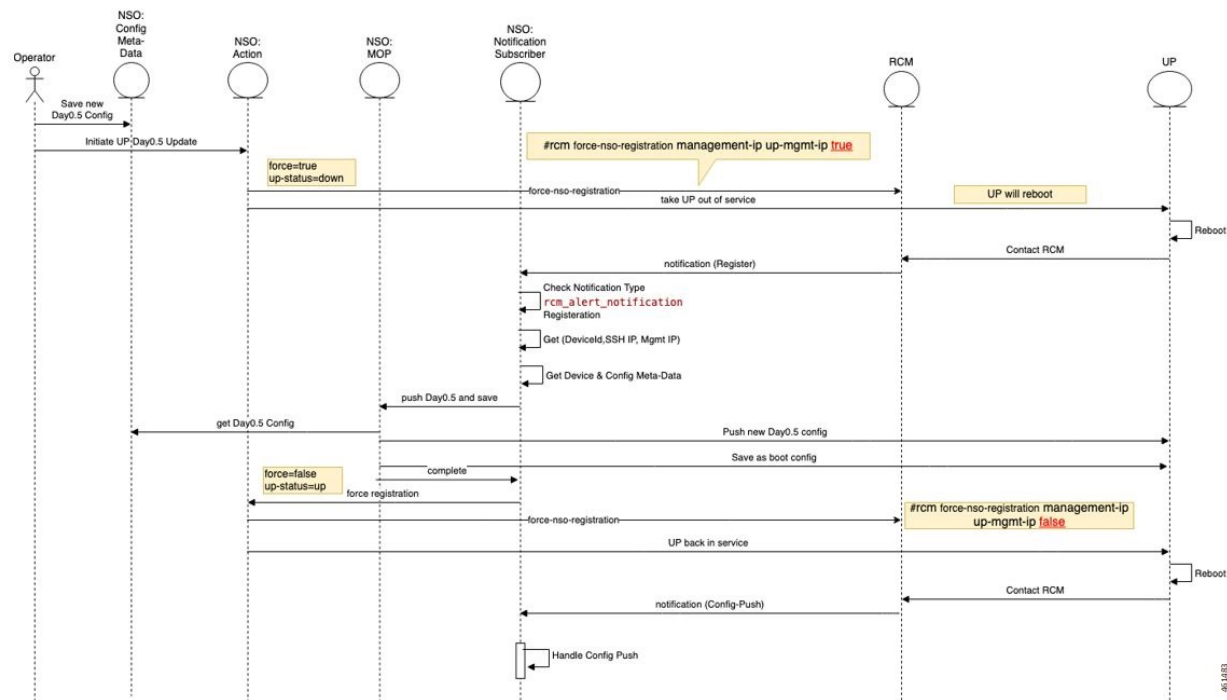 NSO:
Config
Meta-
Data
NSO:
Action
NSO:
MOP
NSO:
Notification
Subscriber
Operator
RCM
UP
Save new
Day0.5 Config
Initiate UP Day0.5 Update
#rcm force-nso-registration management-ip up-mgmt-ip true
force=true
up-status=down
force-nso-registration
take UP out of service
UP will reboot
Reboot
Contact RCM
notification (Register)
Check Notification Type
rcm_alert_notification
Registeration
Get (DeviceId,SSH IP, Mgmt IP)
Get Device & Config Meta-Data
push Day0.5 and save
get Day0.5 Config
Push new Day0.5 config
Save as boot config
complete
force=false
up-status=up
force registration
force-nso-registration
#rcm force-nso-registration management-ip
up-mgmt-ip false
UP back in service
Reboot
Contact RCM
notification (Config-Push)
Handle Config Push